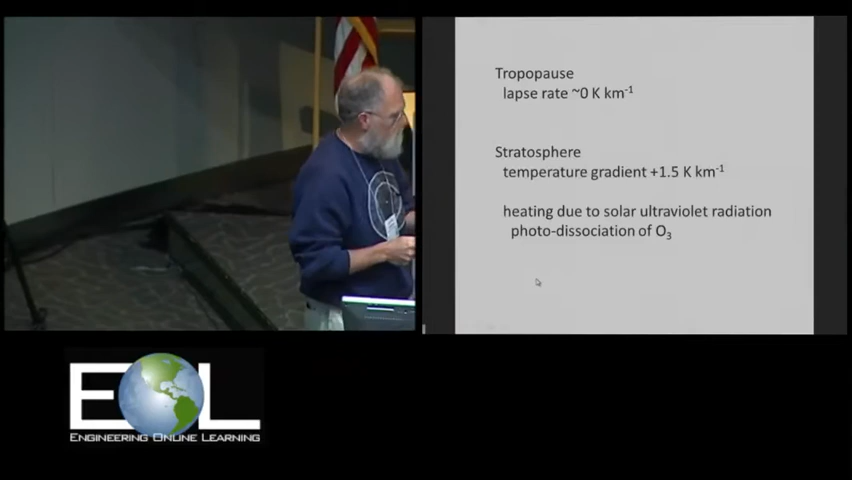 Tropopause
lapse rate ~0 K km⁻¹
Stratosphere
temperature gradient +1.5 K km⁻¹
heating due to solar ultraviolet radiation
photo-dissociation of O₃
EOL
ENGINEERING ONLINE LEARNING